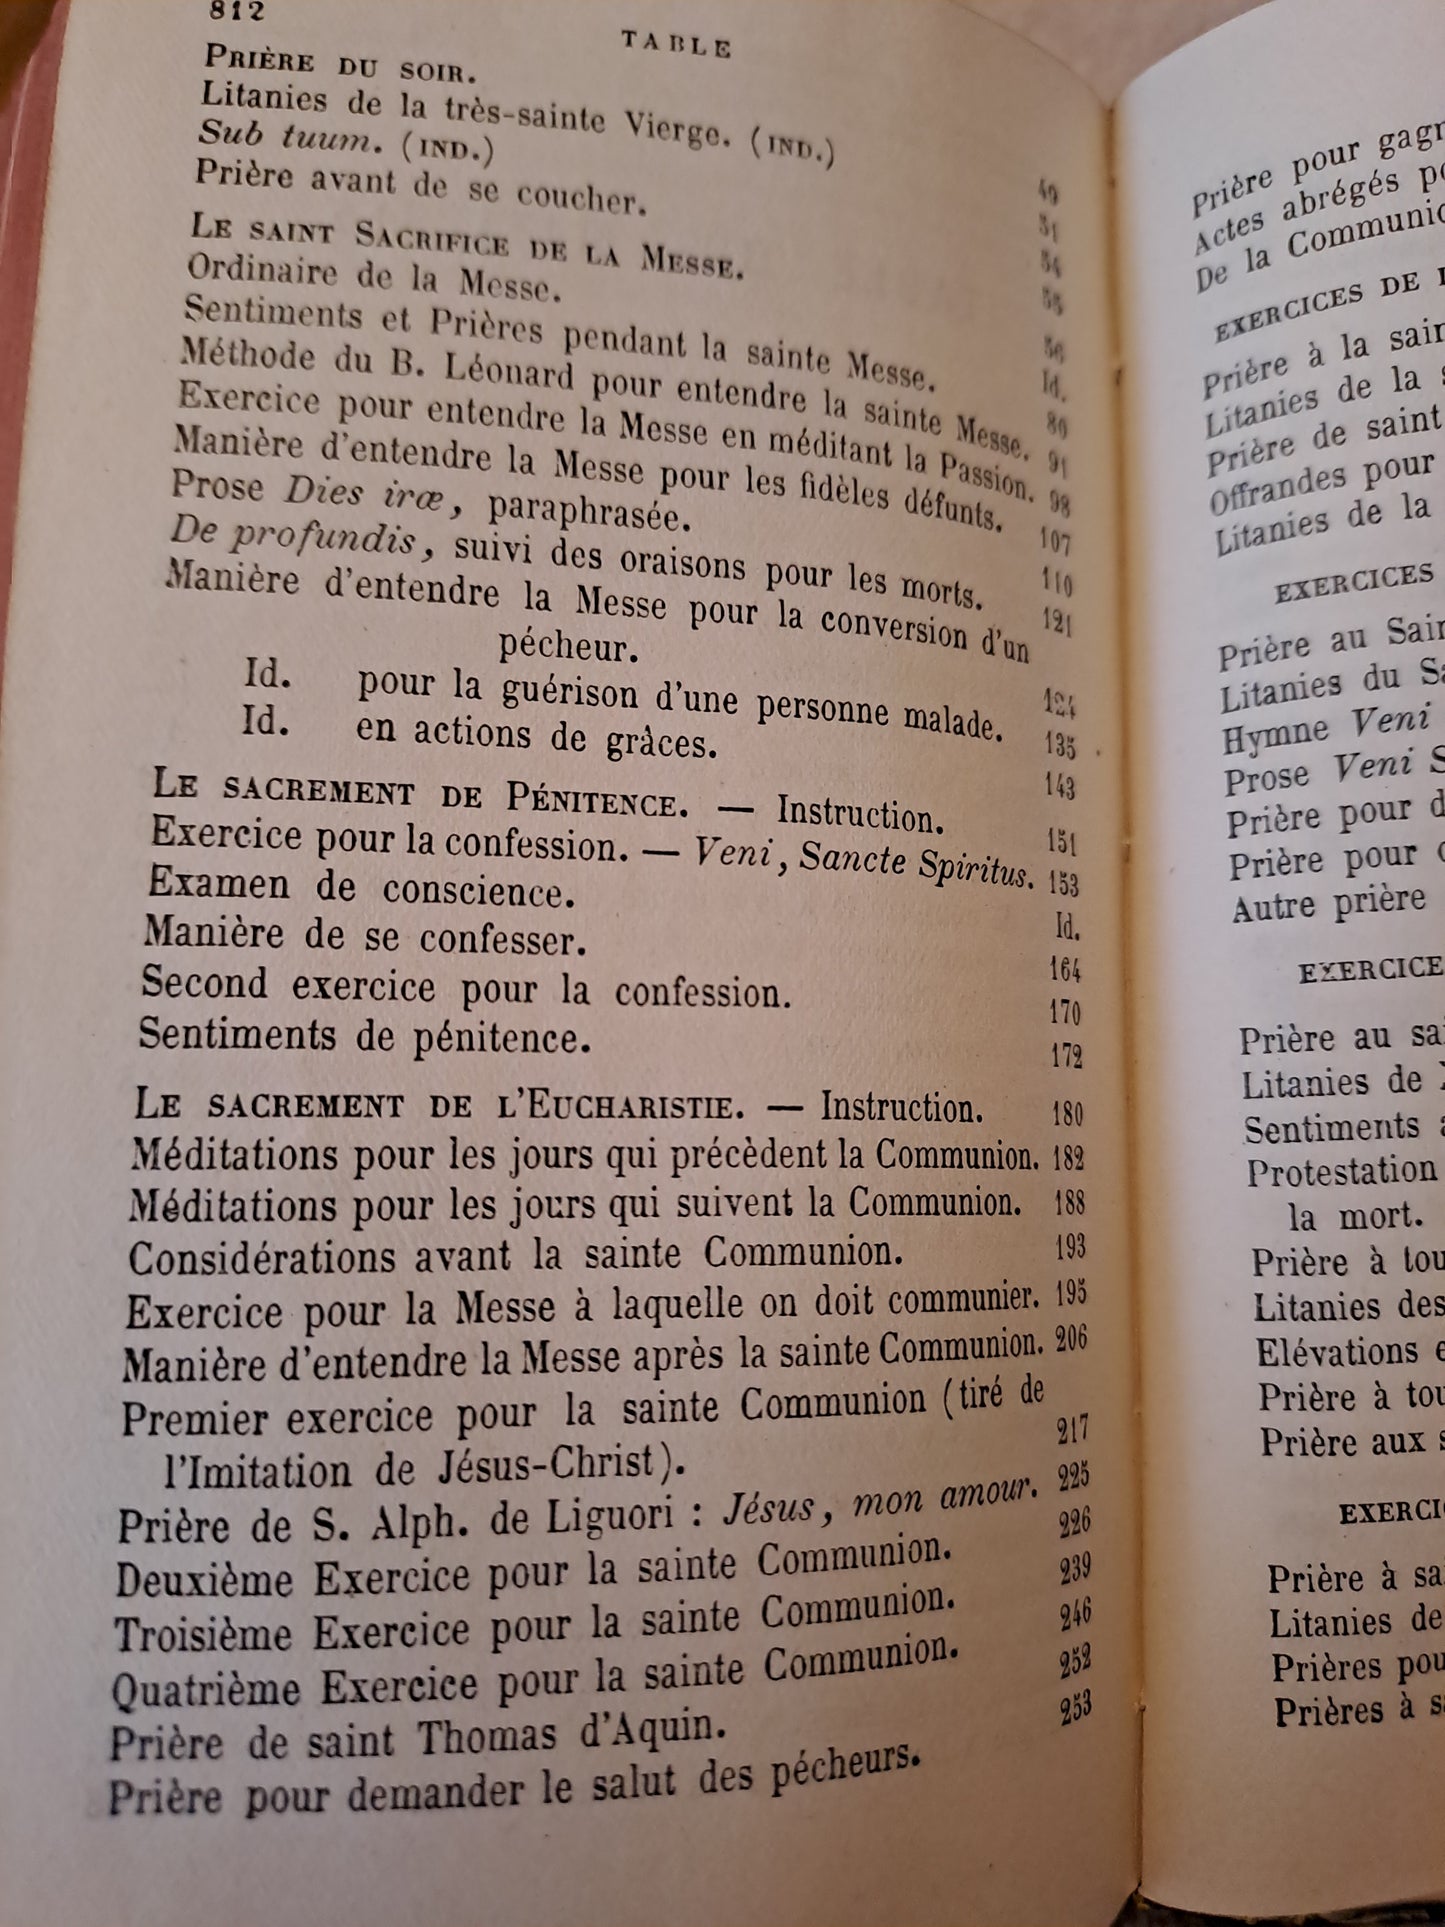 812
TABLE
PRIÈRE DU SOIR. 49
Litanies de la très-sainte Vierge. (IND.) 51
Sub tuum. (IND.) 54
Prière avant de se coucher. 55
LE SAINT SACRIFICE DE LA MESSE. 56
Ordinaire de la Messe. Id.
Sentiments et Prières pendant la sainte Messe. 80
Méthode du B. Léonard pour entendre la sainte Messe. 91
Exercice pour entendre la Messe en méditant la Passion. 98
Manière d'entendre la Messe pour les fidèles défunts. 107
Prose Dies iræ, paraphrasée. 110
De profundis, suivi des oraisons pour les morts. 121
Manière d'entendre la Messe pour la conversion d'un
pécheur. 124
Id. pour la guérison d'une personne malade. 135
Id. en actions de grâces. 143
LE SACREMENT DE PÉNITENCE. — Instruction. 151
Exercice pour la confession. — Veni, Sancte Spiritus. 153
Examen de conscience. Id.
Manière de se confesser. 164
Second exercice pour la confession. 170
Sentiments de pénitence. 172
LE SACREMENT DE L'EUCHARISTIE. — Instruction. 180
Méditations pour les jours qui précèdent la Communion. 182
Méditations pour les jours qui suivent la Communion. 188
Considérations avant la sainte Communion. 193
Exercice pour la Messe à laquelle on doit communier. 195
Manière d'entendre la Messe après la sainte Communion. 206
Premier exercice pour la sainte Communion (tiré de
l'Imitation de Jésus-Christ). 217
Prière de S. Alph. de Liguori : Jésus, mon amour. 225
Deuxième Exercice pour la sainte Communion. 226
Troisième Exercice pour la sainte Communion. 239
Quatrième Exercice pour la sainte Communion. 246
Prière de saint Thomas d'Aquin. 252
Prière pour demander le salut des pécheurs. 253
Prière pour
Actes abrégés
De la
EXERCICES DE
Prière à la
Litanies de la
Prière de saint
Offrandes pour
Litanies de la
EXERCICES
Prière au
Litanies du
Hymne Veni
Prose Veni
Prière pour
Prière pour
Autre prière
Prière au
Litanies de
Sentiments
Protestation
la mort.
Prière à
Litanies des
Elévations
Prière à
Prière aux
Prière à
Litanies de
Prières
Prières à